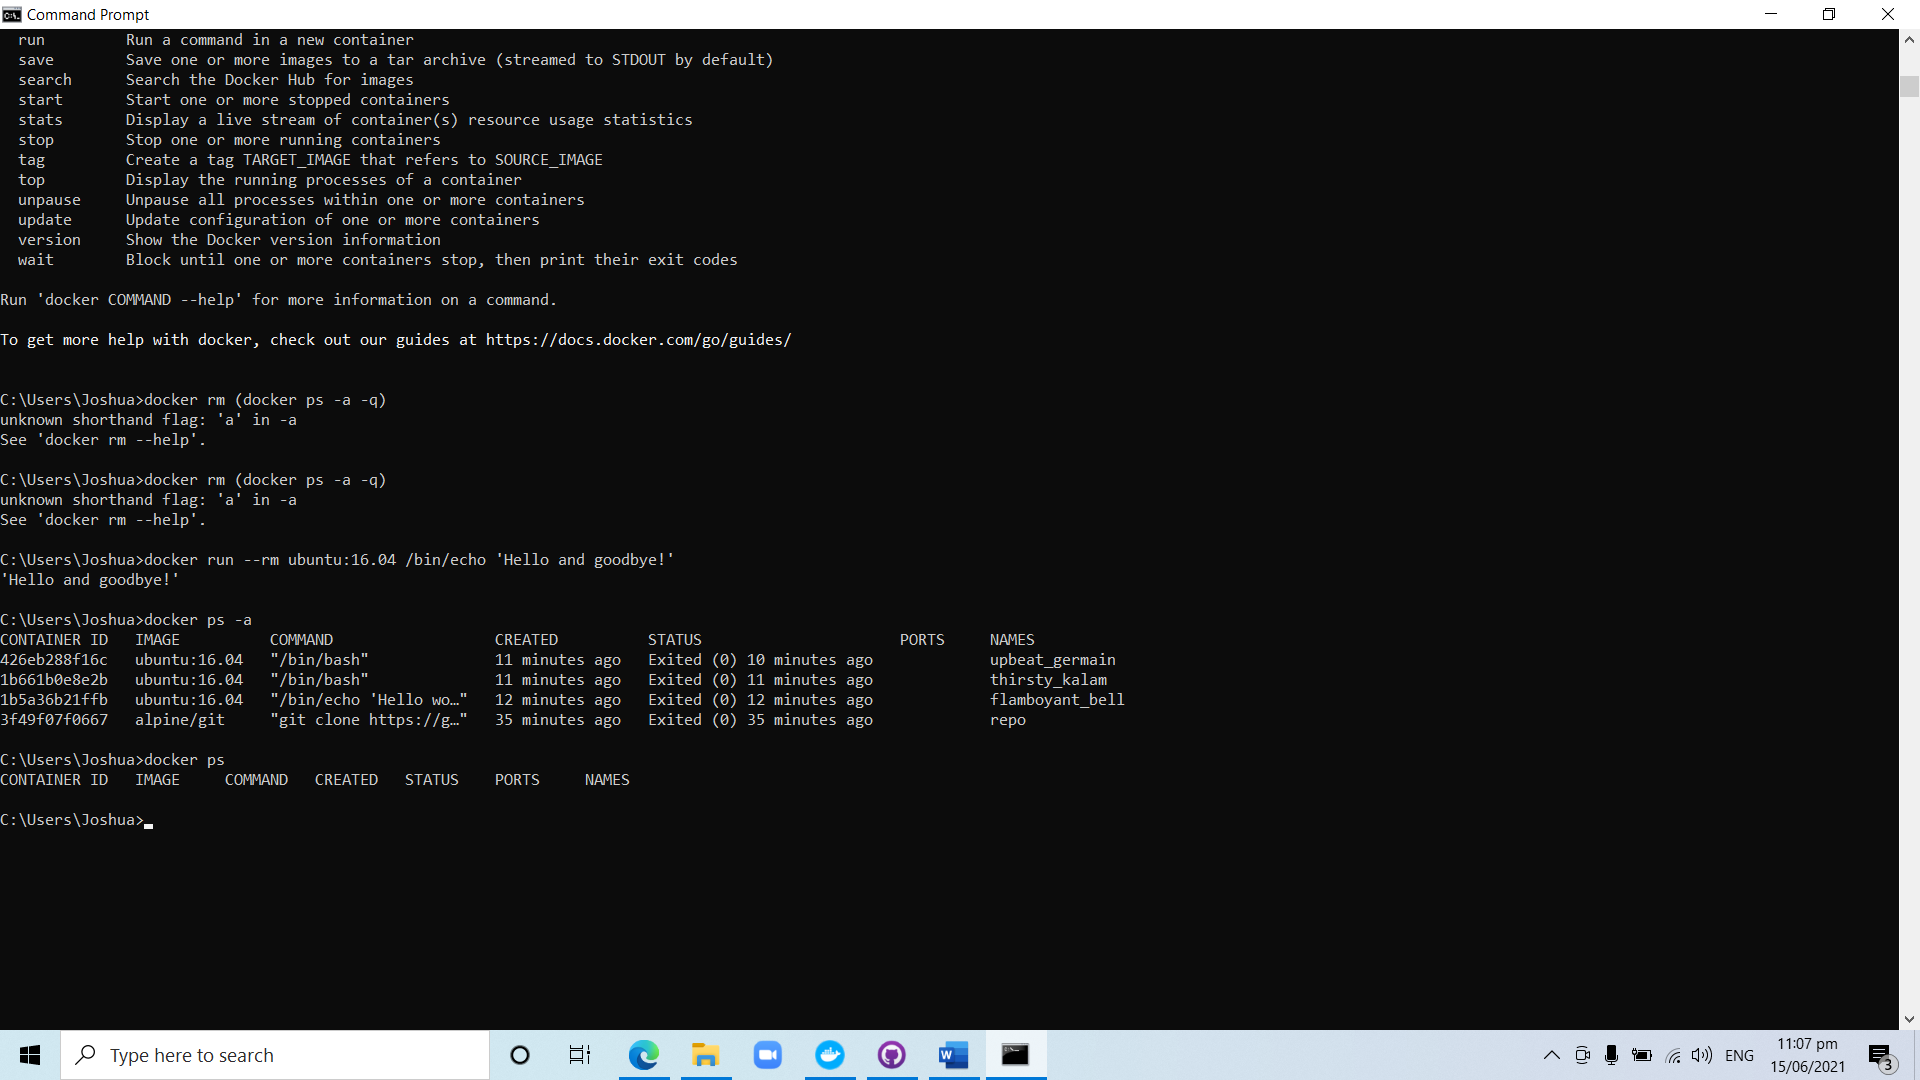 Command Prompt
run         Run a command in a new container
save        Save one or more images to a tar archive (streamed to STDOUT by default)
search      Search the Docker Hub for images
start       Start one or more stopped containers
stats       Display a live stream of container(s) resource usage statistics
stop        Stop one or more running containers
tag         Create a tag TARGET_IMAGE that refers to SOURCE_IMAGE
top         Display the running processes of a container
unpause     Unpause all processes within one or more containers
update      Update configuration of one or more containers
version     Show the Docker version information
wait        Block until one or more containers stop, then print their exit codes
Run 'docker COMMAND --help' for more information on a command.
To get more help with docker, check out our guides at https://docs.docker.com/go/guides/
C:\Users\Joshua>docker rm (docker ps -a -q)
unknown shorthand flag: 'a' in -a
See 'docker rm --help'.
C:\Users\Joshua>docker rm (docker ps -a -q)
unknown shorthand flag: 'a' in -a
See 'docker rm --help'.
C:\Users\Joshua>docker run --rm ubuntu:16.04 /bin/echo 'Hello and goodbye!'
'Hello and goodbye!'
C:\Users\Joshua>docker ps -a
CONTAINER ID   IMAGE          COMMAND                  CREATED          STATUS                      PORTS     NAMES
426eb288f16c   ubuntu:16.04   "/bin/bash"              11 minutes ago   Exited (0) 10 minutes ago             upbeat_germain
1b661b0e8e2b   ubuntu:16.04   "/bin/bash"              11 minutes ago   Exited (0) 11 minutes ago             thirsty_kalam
1b5a36b21ffb   ubuntu:16.04   "/bin/echo 'Hello wo…"   12 minutes ago   Exited (0) 12 minutes ago             flamboyant_bell
3f49f07f0667   alpine/git     "git clone https://g…"   35 minutes ago   Exited (0) 35 minutes ago             repo
C:\Users\Joshua>docker ps
CONTAINER ID   IMAGE     COMMAND   CREATED   STATUS    PORTS     NAMES
C:\Users\Joshua>
Type here to search
ENG
11:07 pm
15/06/2021
3